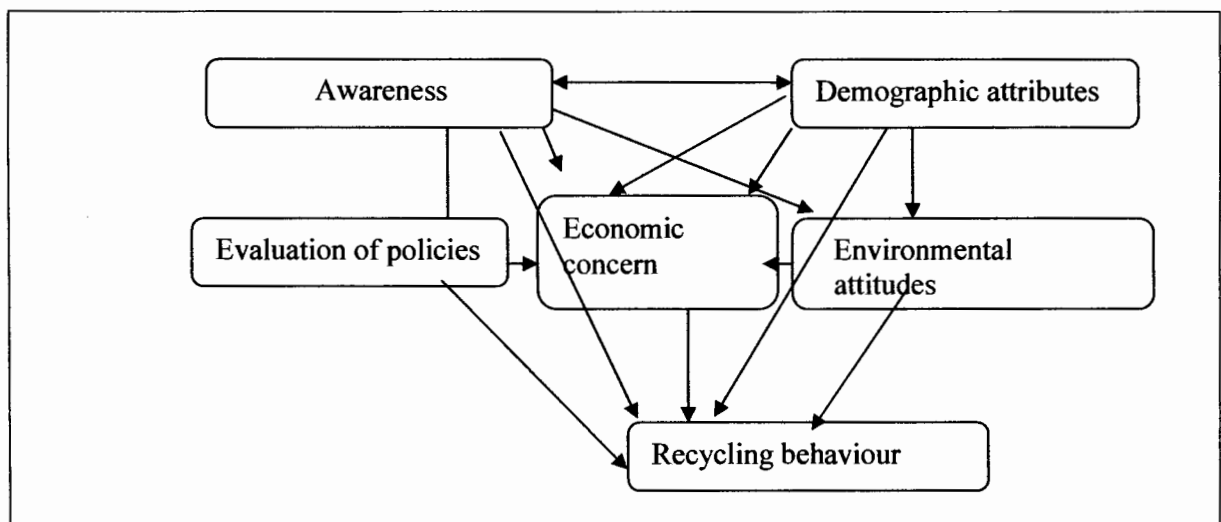 Awareness
Demographic attributes
Evaluation of policies
Economic
concern
Environmental
attitudes
Recycling behaviour